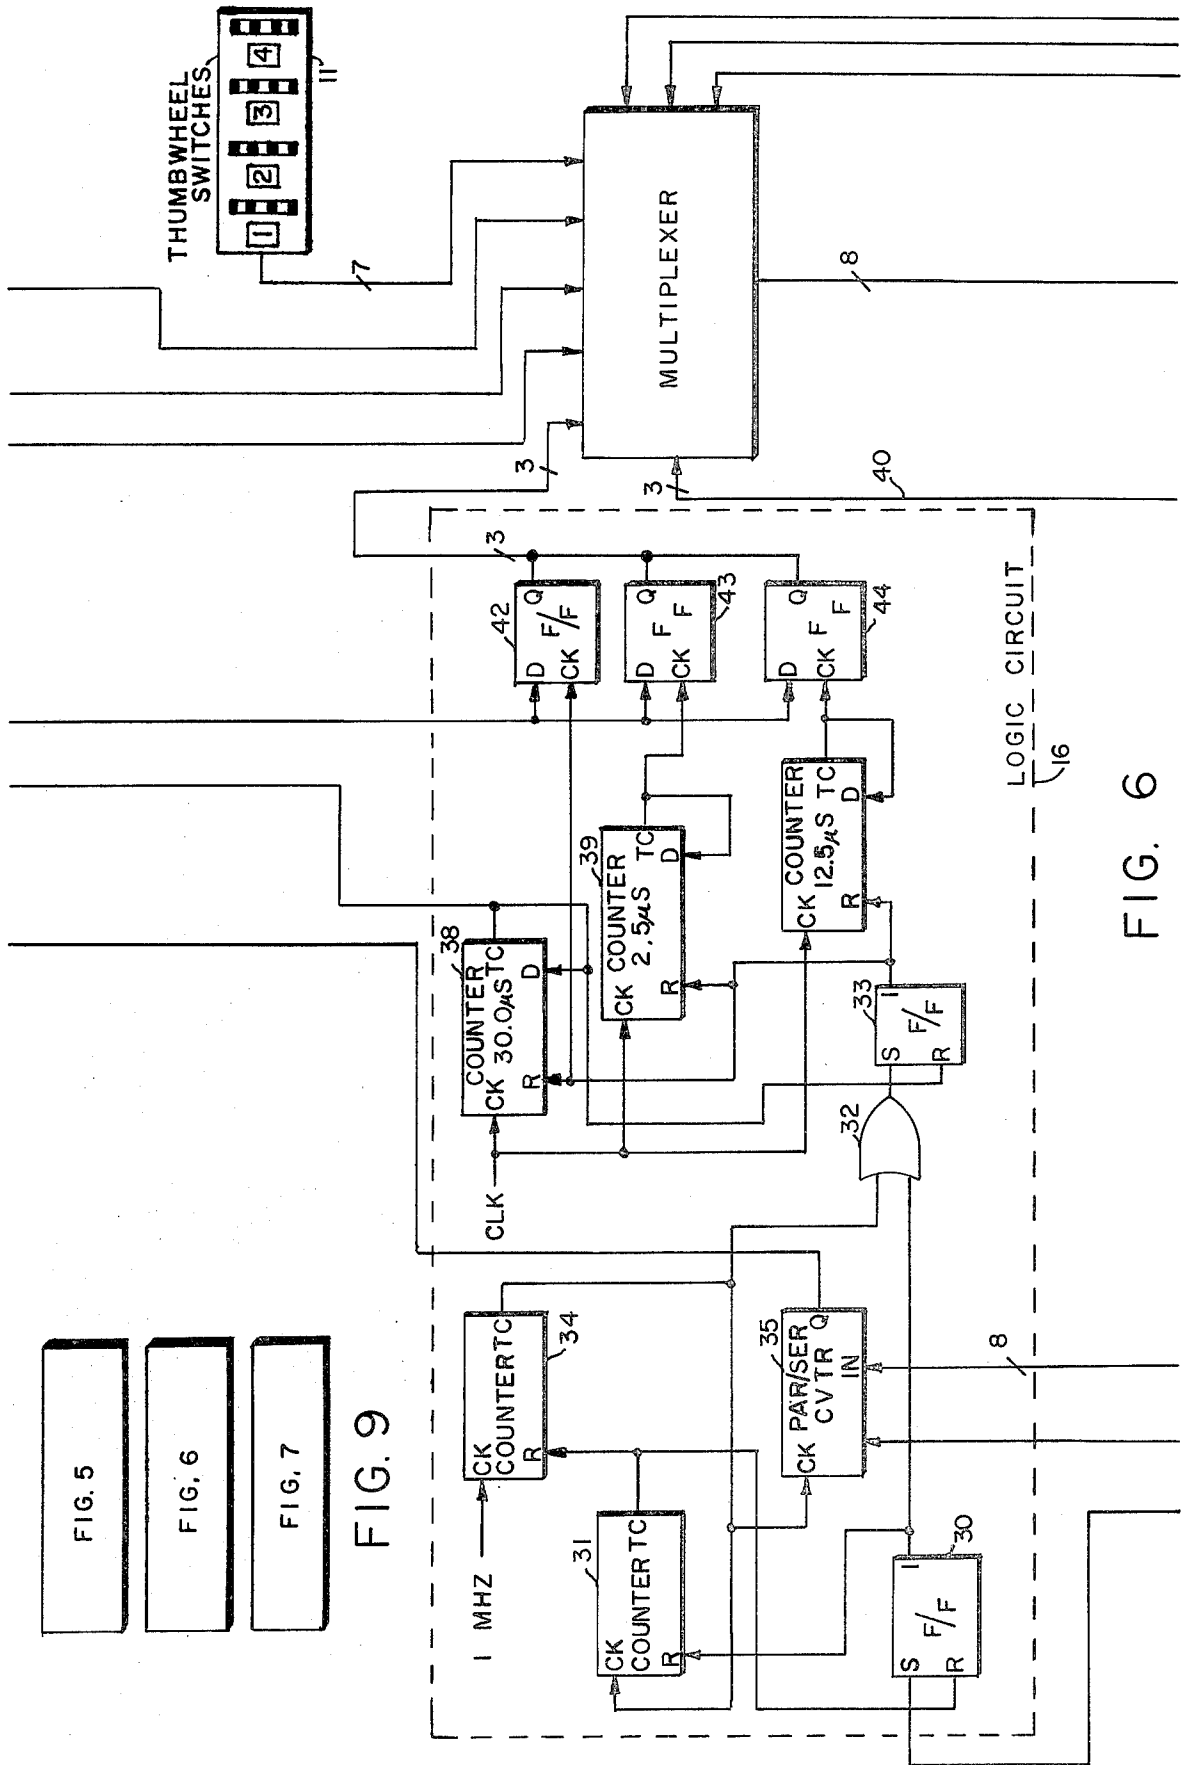 THUMBWHEEL
SWITCHES
1
2
3
4
11
7
MULTIPLEXER
8
3
3
40
3
LOGIC CIRCUIT
16
42
D
Q
F/F
CK
43
D
Q
F
F
CK
44
D
Q
F
F
CK
38
COUNTER
CK 30.0µS TC
R
D
39
CK COUNTER
2.5µS TC
R
D
CK COUNTER
12.5µS TC
R
D
CLK
32
33
S
I
F/F
R
1 MHZ
34
CK
COUNTER TC
R
31
CK
COUNTER TC
R
35
CK PAR/SER
CVTR
Q
IN
8
30
S
I
F/F
R
FIG. 6
FIG. 5
FIG. 6
FIG. 7
FIG. 9